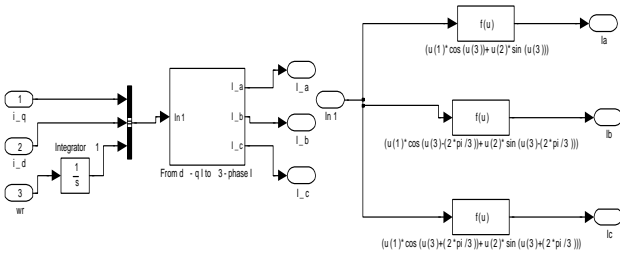 1
i_q
2
i_d
Integrator 1
1
s
3
wr
In 1
I_a
I_b
I_c
From d - q I to 3 - phase I
I_a
I_b
I_c
In 1
f(u)
(u (1)* cos (u (3))+ u (2)* sin (u (3)))
Ia
f(u)
(u (1)* cos (u (3)-(2* pi /3))+ u (2)* sin (u (3)-(2* pi /3)))
Ib
f(u)
(u (1)* cos (u (3)+(2* pi /3))+ u (2)* sin (u (3)+(2* pi /3 )))
Ic